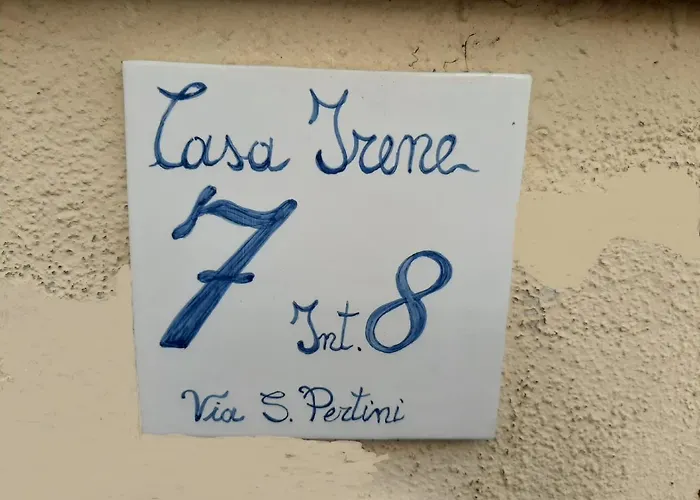 Casa Irene
7 Int. 8
Via S. Pertini